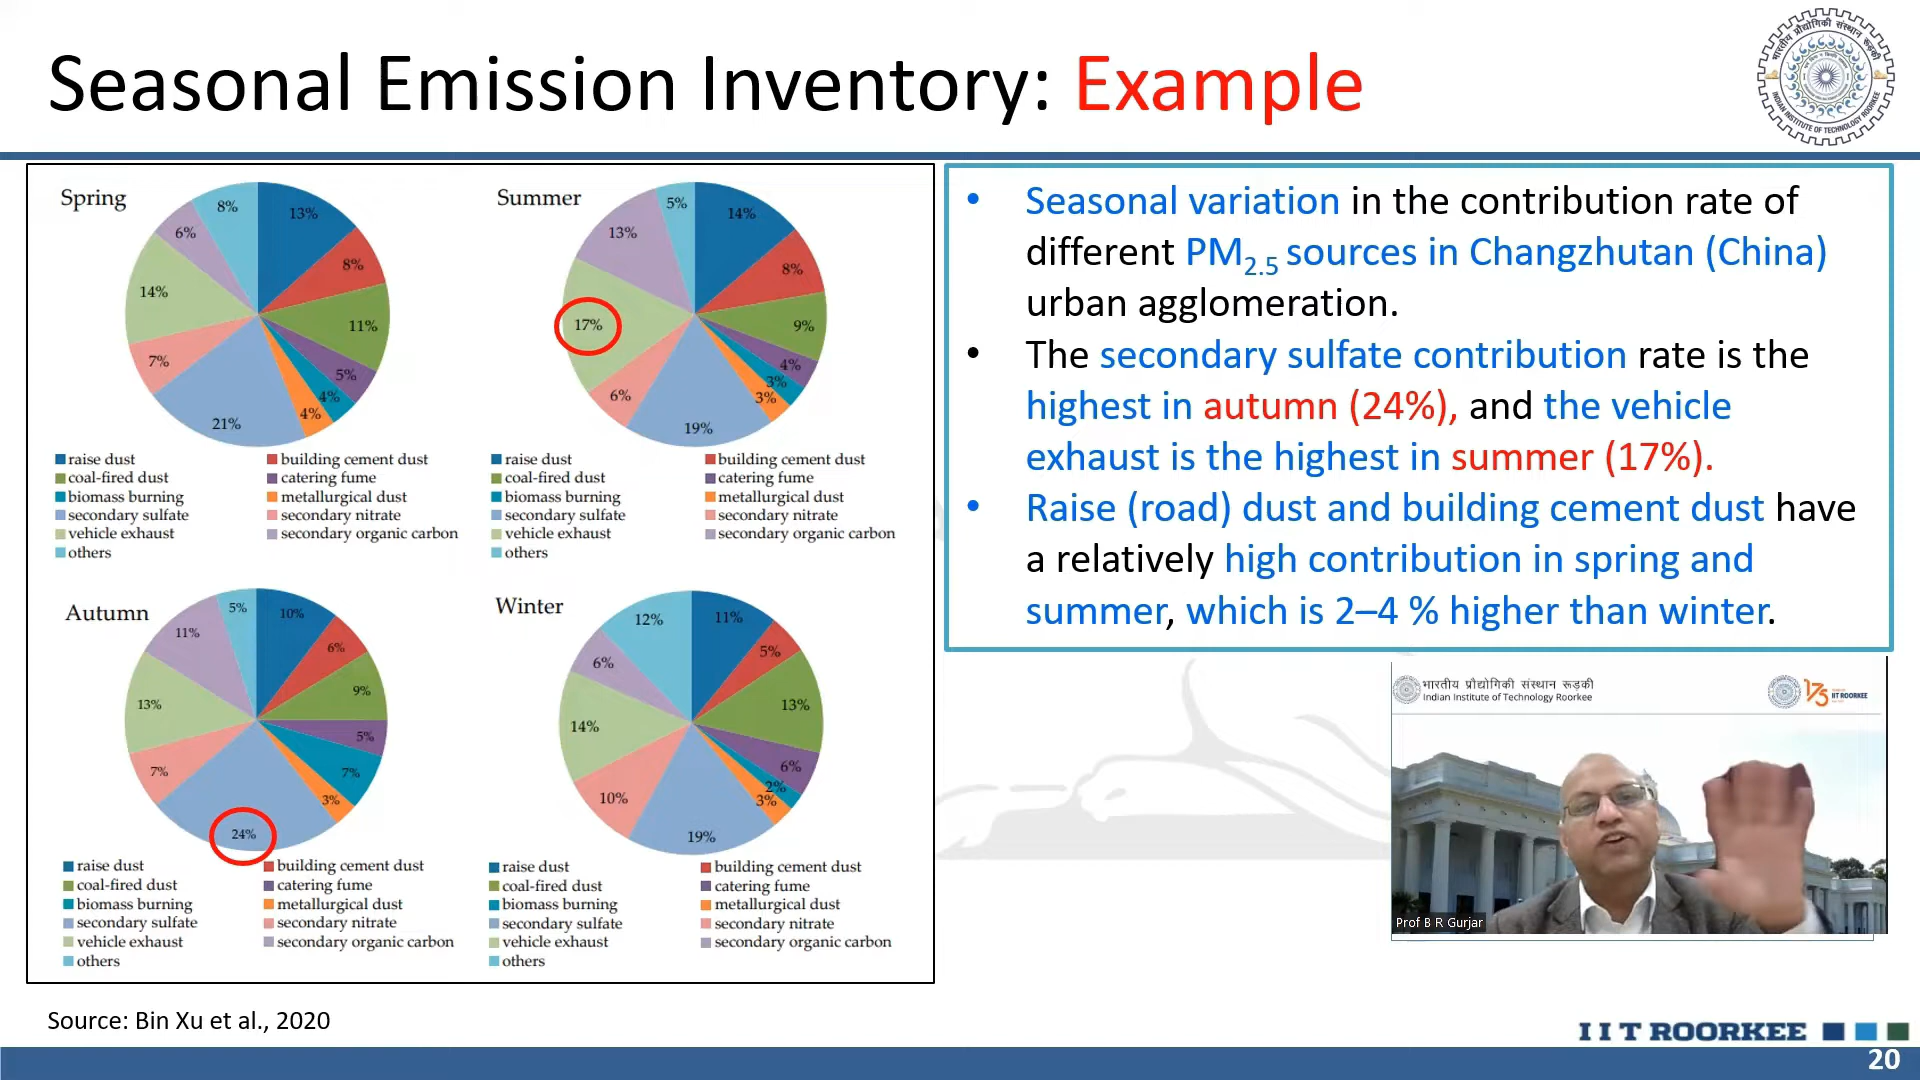 Seasonal Emission Inventory: Example
भारतीय प्रौद्योगिकी संस्थान रूड़की
INDIAN INSTITUTE OF TECHNOLOGY ROORKEE
Spring
13%
8%
11%
5%
4%
4%
21%
7%
14%
6%
8%
raise dust
building cement dust
coal-fired dust
catering fume
biomass burning
metallurgical dust
secondary sulfate
secondary nitrate
vehicle exhaust
secondary organic carbon
others
Summer
14%
8%
9%
4%
3%
3%
19%
6%
17%
13%
5%
raise dust
building cement dust
coal-fired dust
catering fume
biomass burning
metallurgical dust
secondary sulfate
secondary nitrate
vehicle exhaust
secondary organic carbon
others
Autumn
10%
6%
9%
5%
7%
3%
24%
7%
13%
11%
5%
raise dust
building cement dust
coal-fired dust
catering fume
biomass burning
metallurgical dust
secondary sulfate
secondary nitrate
vehicle exhaust
secondary organic carbon
others
Winter
11%
5%
13%
6%
2%
3%
19%
10%
14%
6%
12%
raise dust
building cement dust
coal-fired dust
catering fume
biomass burning
metallurgical dust
secondary sulfate
secondary nitrate
vehicle exhaust
secondary organic carbon
others
• Seasonal variation in the contribution rate of
different PM2.5 sources in Changzhutan (China)
urban agglomeration.
• The secondary sulfate contribution rate is the
highest in autumn (24%), and the vehicle
exhaust is the highest in summer (17%).
• Raise (road) dust and building cement dust have
a relatively high contribution in spring and
summer, which is 2–4 % higher than winter.
भारतीय प्रौद्योगिकी संस्थान रूड़की
Indian Institute of Technology Roorkee
175
IIT ROORKEE
Prof B R Gurjar
Source: Bin Xu et al., 2020
I I T ROORKEE
20